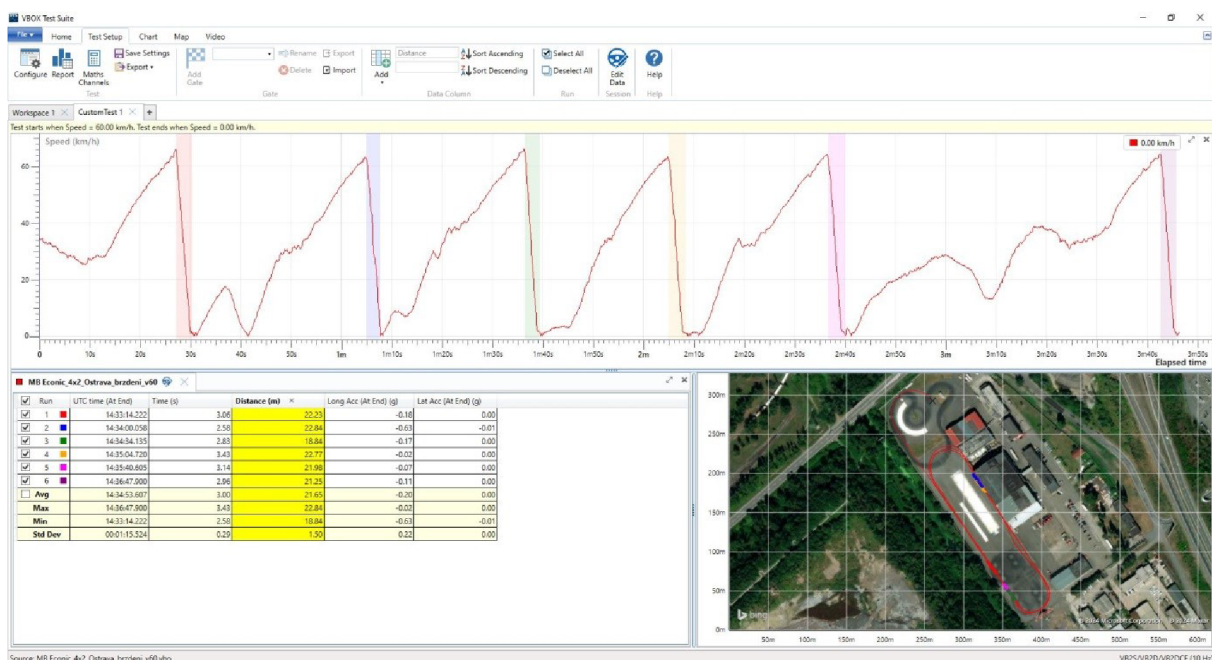 VBOX Test Suite
File Home Test Setup Chart Map Video
Configure Report Maths Channels Save Settings Export Test
Add Gate Rename Export Delete Import Gate
Add Distance Sort Ascending Sort Descending Data Column
Select All Deselect All Run
Edit Data Session
Help Help
Workspace 1 CustomTest 1 +
Test starts when Speed = 60.00 km/h. Test ends when Speed = 0.00 km/h.
Speed (km/h)
0.00 km/h
60
40
20
0
0 10s 20s 30s 40s 50s 1m 1m10s 1m20s 1m30s 1m40s 1m50s 2m 2m10s 2m20s 2m30s 2m40s 2m50s 3m 3m10s 3m20s 3m30s 3m40s 3m50s
Elapsed time
MB Econic_4x2_Ostrava_brzdeni_v60
Run UTC time (At End) Time (s) Distance (m) Long Acc (At End) (g) Lat Acc (At End) (g)
1 14:33:14.222 3.06 22.23 -0.18 0.00
2 14:34:00.058 2.58 22.84 -0.63 -0.01
3 14:34:34.135 2.83 18.84 -0.17 0.00
4 14:35:04.720 3.43 22.77 -0.02 0.00
5 14:35:40.605 3.14 21.98 -0.07 0.00
6 14:36:47.900 2.96 21.25 -0.11 0.00
Avg 14:34:53.607 3.00 21.65 -0.20 0.00
Max 14:36:47.900 3.43 22.84 -0.02 0.00
Min 14:33:14.222 2.58 18.84 -0.63 -0.01
Std Dev 00:01:15.524 0.29 1.50 0.22 0.00
300m
250m
200m
150m
100m
50m
0m
bing
© 2024 Microsoft Corporation
50m 100m 150m 200m 250m 300m 350m 400m 450m 500m 550m 600m
Source: MB Econic_4x2_Ostrava_brzdeni_v60.vbo
VB2S/VB2D/VB2DCF (10 Hz)